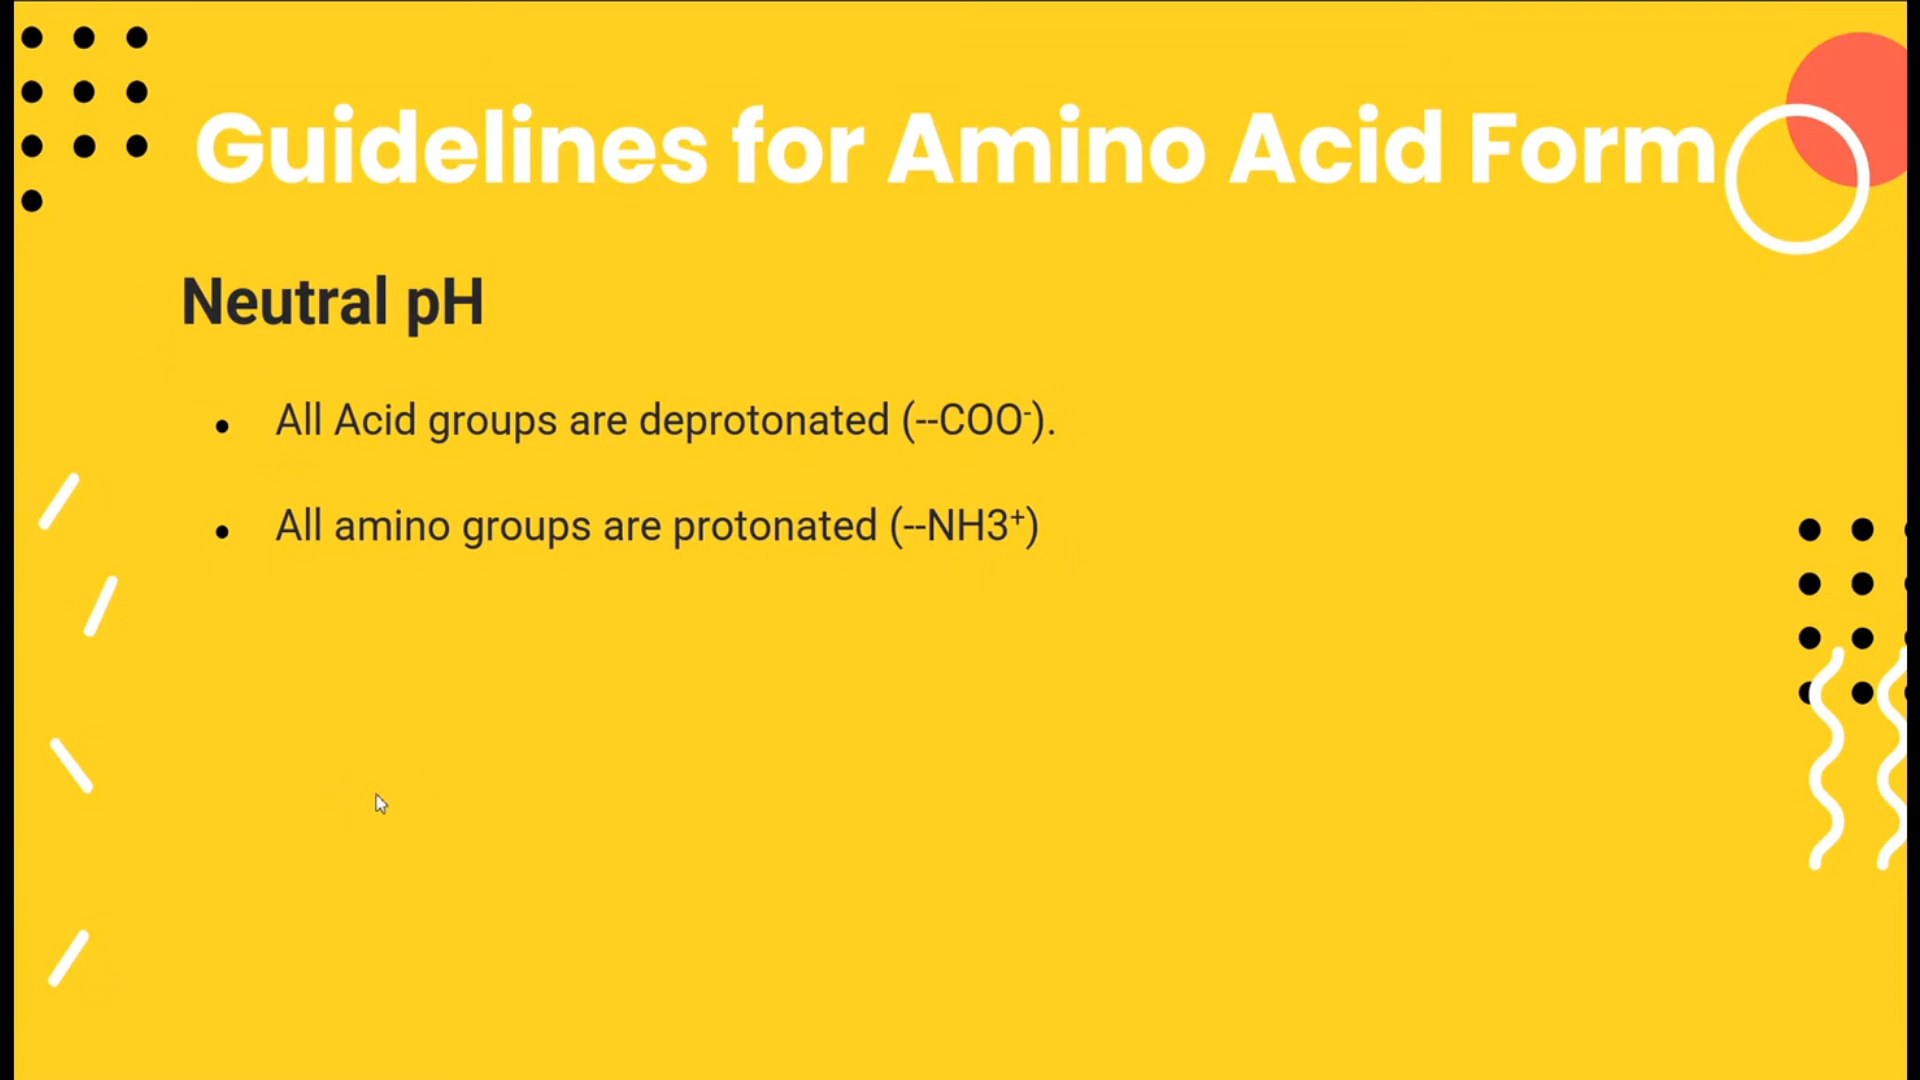 Guidelines for Amino Acid Form
Neutral pH
• All Acid groups are deprotonated (--COO⁻).
• All amino groups are protonated (--NH3⁺)